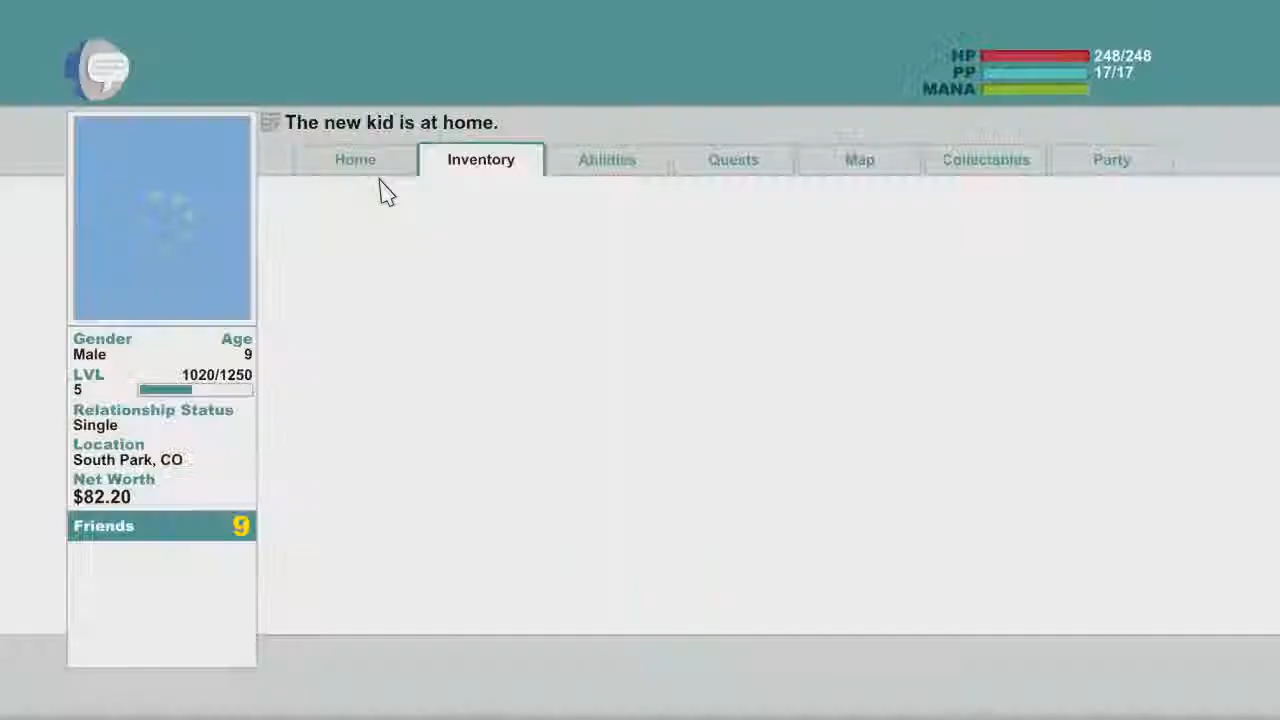 HP 248/248
PP 17/17
MANA
The new kid is at home.
Home Inventory Abilities Quests Map Collectables Party
Gender Age
Male 9
LVL 1020/1250
5
Relationship Status
Single
Location
South Park, CO
Net Worth
$82.20
Friends 9